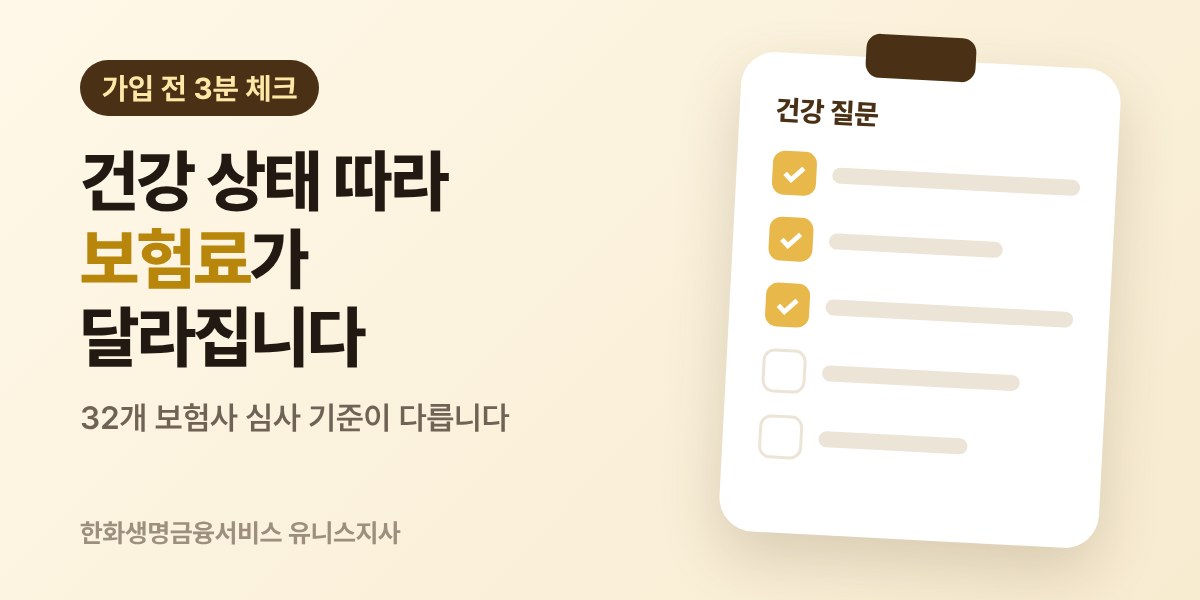 가입 전 3분 체크
건강 상태 따라
보험료가
달라집니다
32개 보험사 심사 기준이 다릅니다
한화생명금융서비스 유니스지사
건강 질문